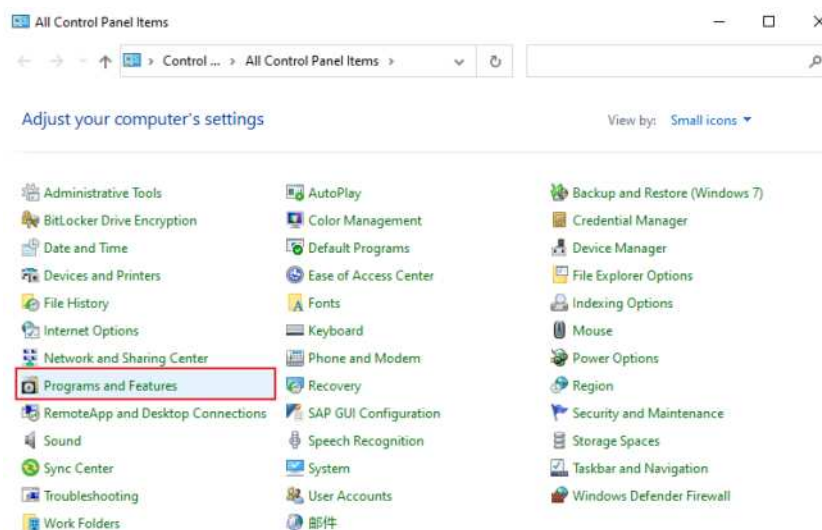 All Control Panel Items
Control ... > All Control Panel Items >
Adjust your computer's settings
View by: Small icons
Administrative Tools
AutoPlay
Backup and Restore (Windows 7)
BitLocker Drive Encryption
Color Management
Credential Manager
Date and Time
Default Programs
Device Manager
Devices and Printers
Ease of Access Center
File Explorer Options
File History
Fonts
Indexing Options
Internet Options
Keyboard
Mouse
Network and Sharing Center
Phone and Modem
Power Options
Programs and Features
Recovery
Region
RemoteApp and Desktop Connections
SAP GUI Configuration
Security and Maintenance
Sound
Speech Recognition
Storage Spaces
Sync Center
System
Taskbar and Navigation
Troubleshooting
User Accounts
Windows Defender Firewall
Work Folders
邮件